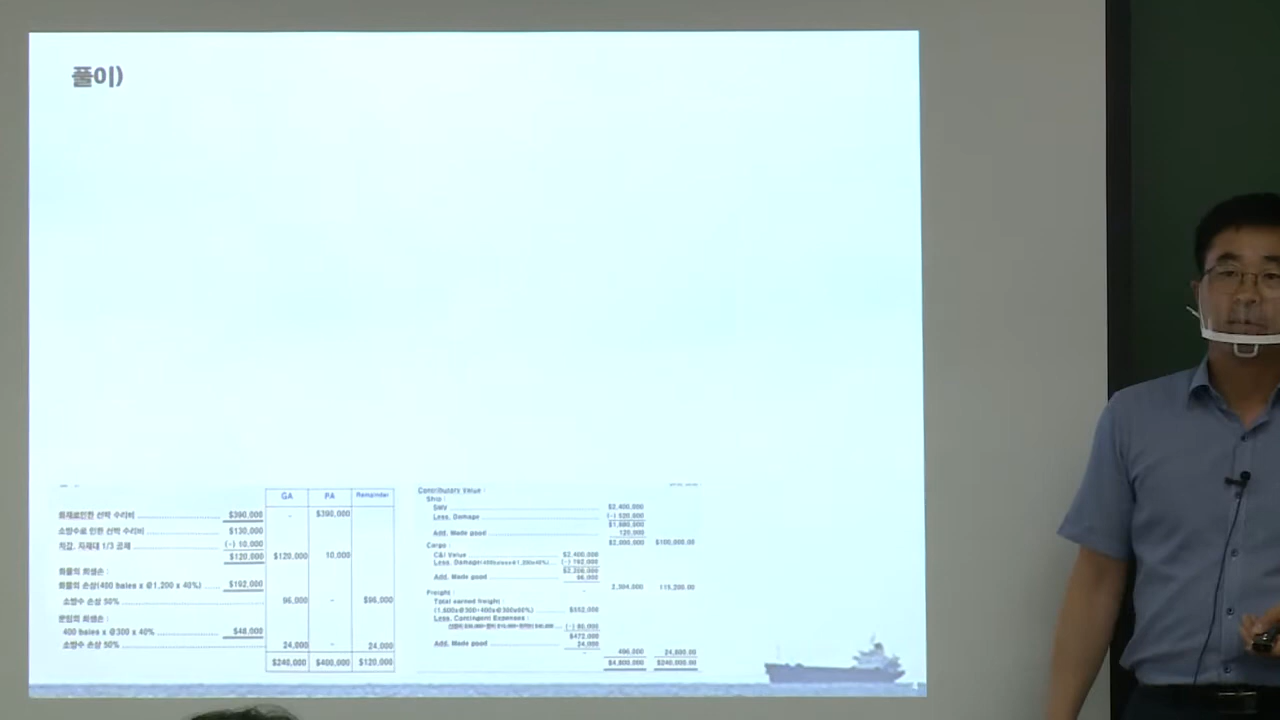 풀이)
GA PA Remainder
화재로인한 선박 수리비 $390,000 - $390,000
소방수로 인한 선박 수리비 $130,000
차감, 자재대 1/3 공제 (-) 10,000
$120,000 $120,000 10,000
화물의 희생손 :
화물의 손상(400 bales x @1,200 x 40%) $192,000
소방수 손상 50% 96,000 - $96,000
운임의 희생손 :
400 bales x @300 x 40% $48,000
소방수 손상 50% 24,000 - 24,000
$240,000 $400,000 $120,000
Contributory Value :
Ship :
SMV $2,400,000
Less, Damage (-) 520,000
Add, Made good
$2,000,000 $100,000.00
Cargo :
C&I Value $2,400,000
Less, Damage(400bales@1,200x40%) (-) 192,000
Add, Made good 96,000
2,304,000 115,200.00
Freight :
Total earned freight :
$552,000
Less, Contingent Expenses :
(-) 80,000
$472,000
Add, Made good 24,000
496,000 24,800.00
$4,800,000 $240,000.00